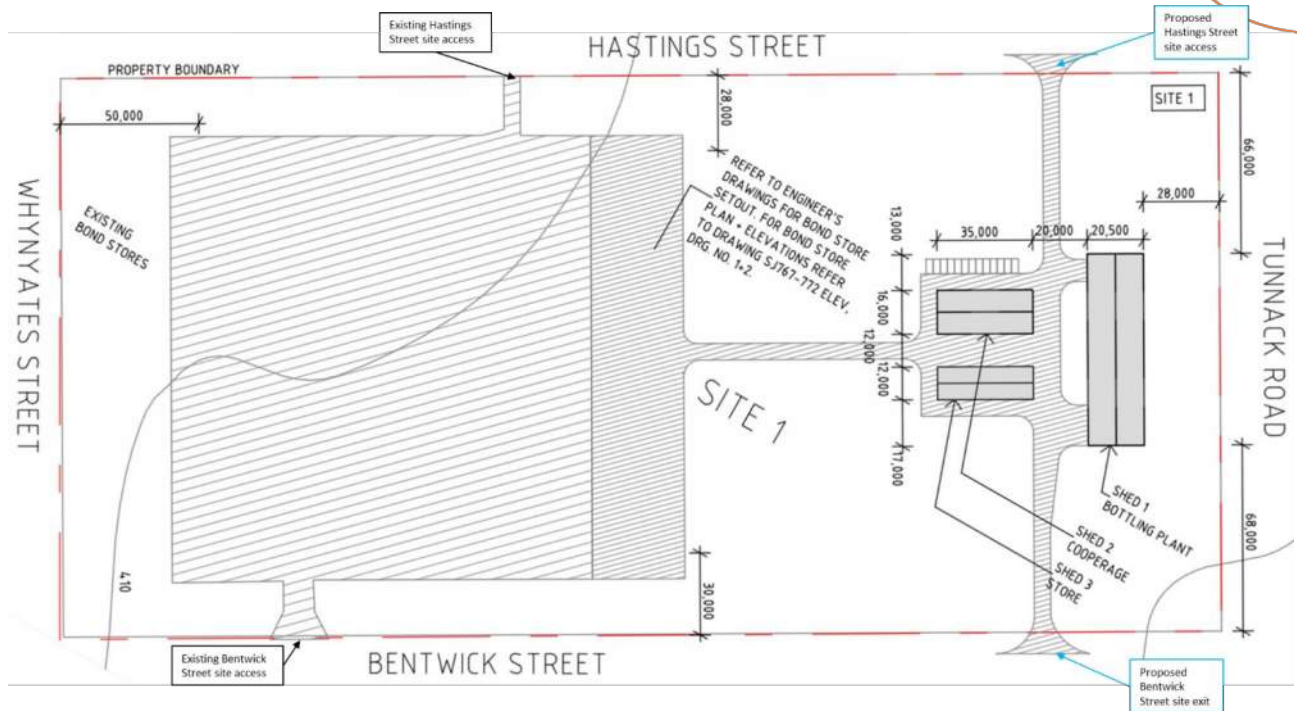 Existing Hastings
Street site access
HASTINGS STREET
Proposed
Hastings Street
site access
PROPERTY BOUNDARY
SITE 1
50,000
28,000
66,000
28,000
WHYNYATES STREET
EXISTING
BOND STORES
REFER TO ENGINEER'S
DRAWINGS FOR BOND STORE
SETOUT. FOR BOND STORE
PLAN + ELEVATIONS REFER
TO DRAWING SJ767-772 ELEV,
DRG. NO. 1+2.
13,000
35,000
20,000
20,500
16,000
12,000
12,000
17,000
TUNNACK ROAD
SITE 1
SHED 1
BOTTLING PLANT
SHED 2
COOPERAGE
SHED 3
STORE
68,000
410
30,000
Existing Bentwick
Street site access
BENTWICK STREET
Proposed
Bentwick
Street site exit